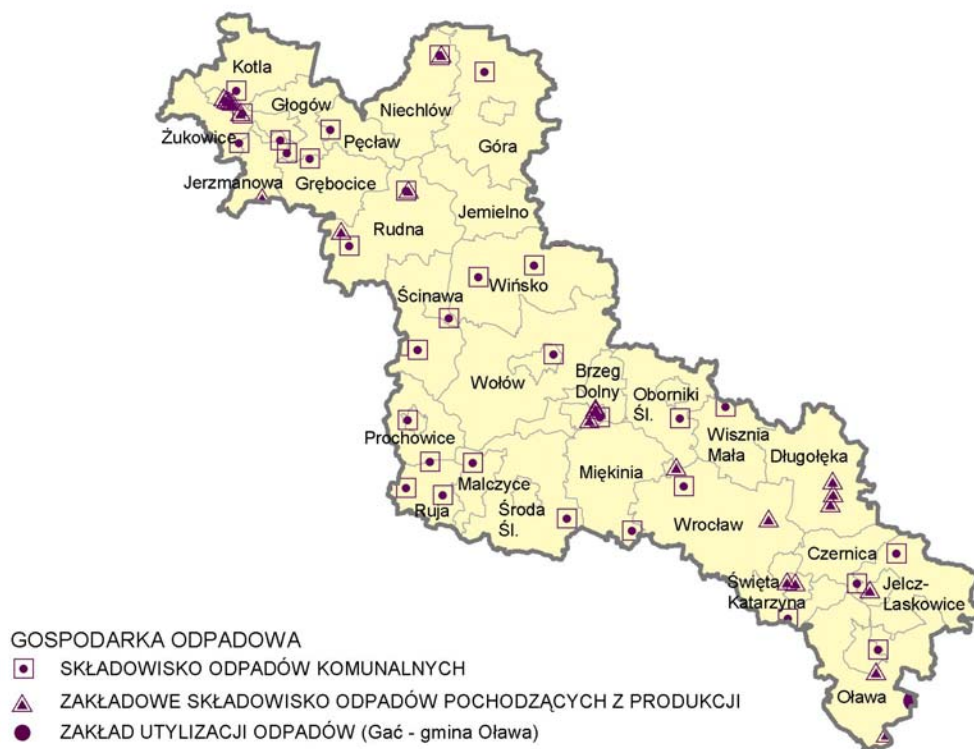 Kotla
Głogów
Niechlów
Żukowice
Pęcław
Góra
Jerzmanowa
Grębocice
Rudna
Jemielno
Wińsko
Ścinawa
Wołów
Brzeg
Dolny
Oborniki
Śl.
Prochowice
Wisznia
Mała
Długołęka
Malczyce
Miękinia
Ruja
Środa
Śl.
Wrocław
Czernica
Święta
Katarzyna
Jelcz-
Laskowice
Oława
GOSPODARKA ODPADOWA
SKŁADOWISKO ODPADÓW KOMUNALNYCH
ZAKŁADOWE SKŁADOWISKO ODPADÓW POCHODZĄCYCH Z PRODUKCJI
ZAKŁAD UTYLIZACJI ODPADÓW (Gać - gmina Oława)